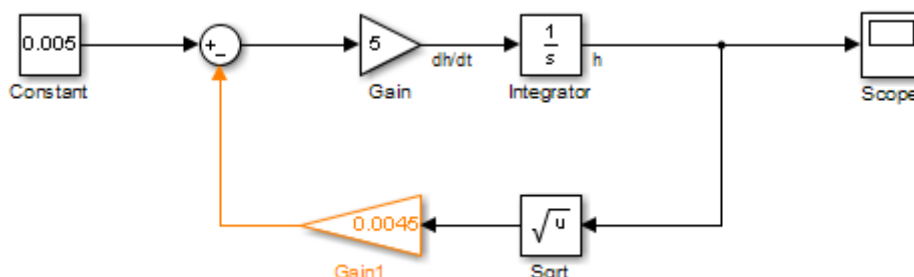 0.005
+
-
5
dh/dt
1
s
h
Constant
Gain
Integrator
Scope
0.0045
√u
Gain1
Sqrt